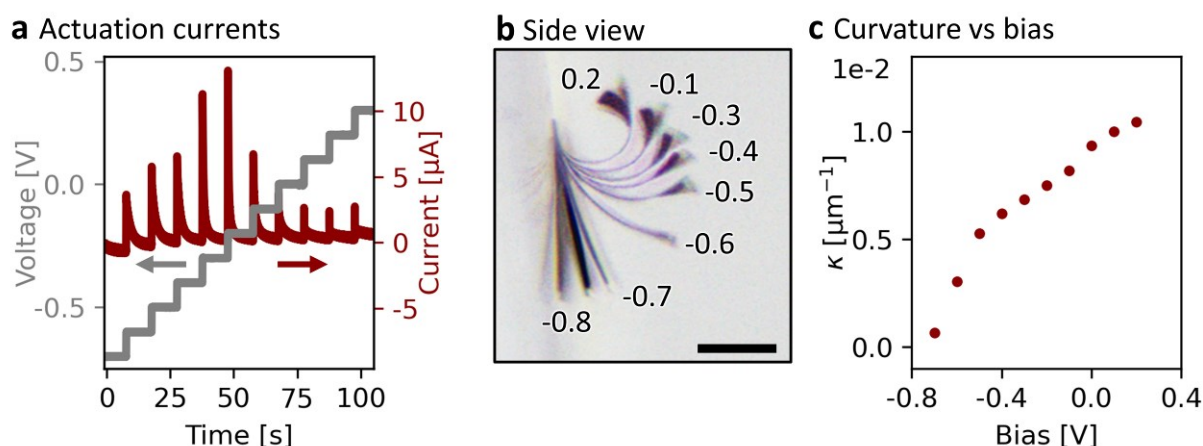 a Actuation currents
0.5
0.0
-0.5
Voltage [V]
10
5
0
-5
Current [µA]
0 25 50 75 100
Time [s]
b Side view
0.2
-0.1
-0.3
-0.4
-0.5
-0.6
-0.7
-0.8
c Curvature vs bias
1e-2
1.0
0.5
0.0
κ [µm⁻¹]
-0.8 -0.4 0.0 0.4
Bias [V]